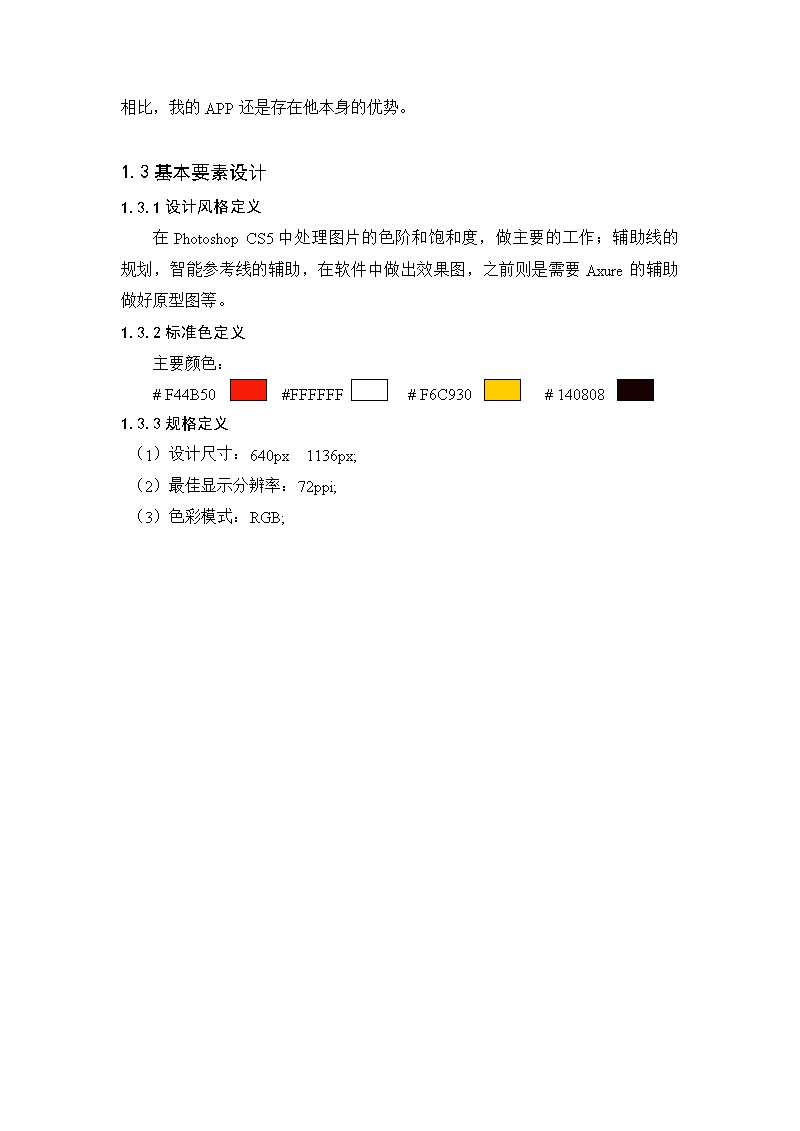 相比，我的 APP 还是存在他本身的优势。
1.3 基本要素设计
1.3.1 设计风格定义
在 Photoshop CS5 中处理图片的色阶和饱和度，做主要的工作；辅助线的
规划，智能参考线的辅助，在软件中做出效果图，之前则是需要 Axure 的辅助
做好原型图等。
1.3.2 标准色定义
主要颜色：
# F44B50 #FFFFFF # F6C930 # 140808
1.3.3 规格定义
（1）设计尺寸：640px 1136px;
（2）最佳显示分辨率：72ppi;
（3）色彩模式：RGB;